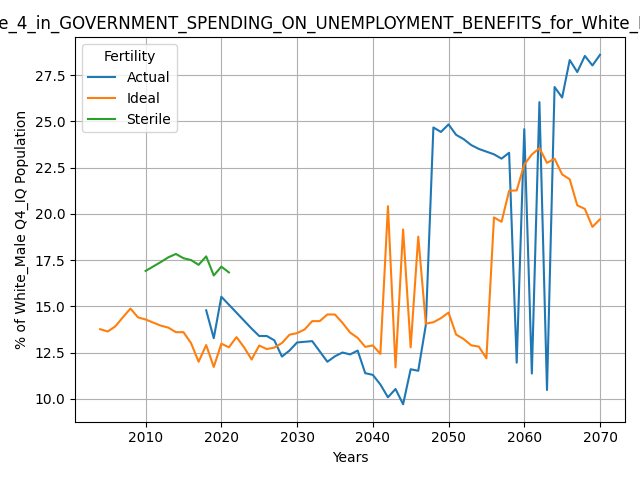 e_4_in_GOVERNMENT_SPENDING_ON_UNEMPLOYMENT_BENEFITS_for_White_
Fertility
Actual
Ideal
Sterile
% of White_Male Q4_IQ Population
27.5
25.0
22.5
20.0
17.5
15.0
12.5
10.0
2010 2020 2030 2040 2050 2060 2070
Years